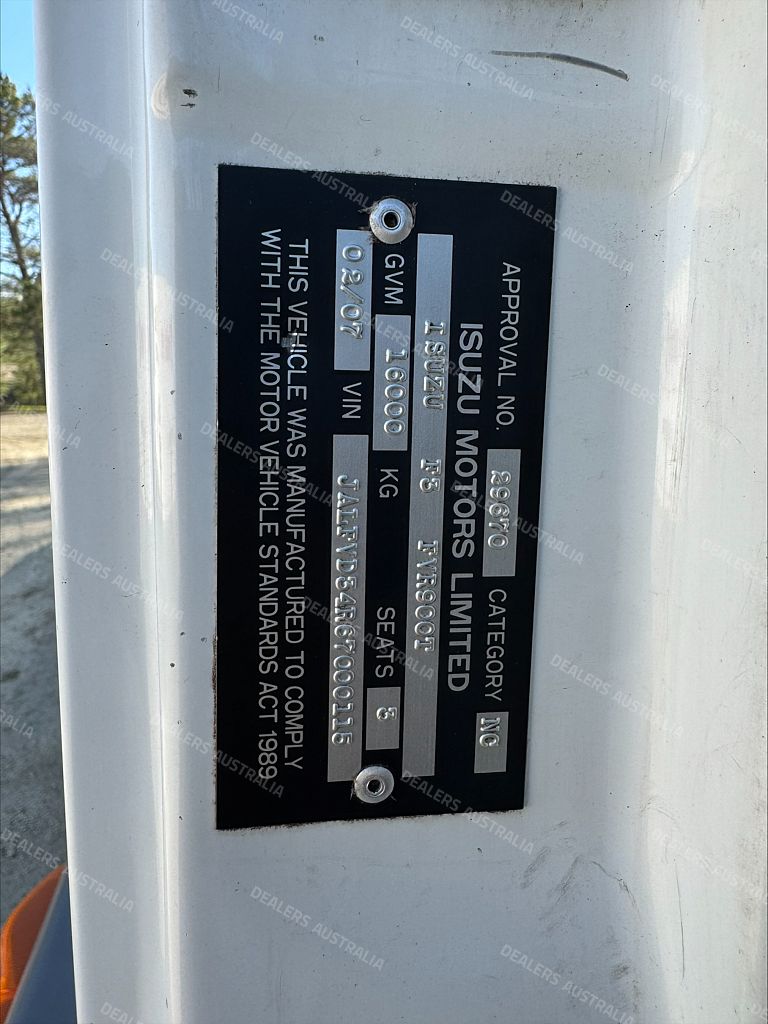 APPROVAL NO. 29670 CATEGORY NC
ISUZU MOTORS LIMITED
ISUZU F3 FVR900T
GVM 16000 KG SEATS 3
02/07 VIN JALFVD34R67000115
THIS VEHICLE WAS MANUFACTURED TO COMPLY
WITH THE MOTOR VEHICLE STANDARDS ACT 1989
DEALERS AUSTRALIA